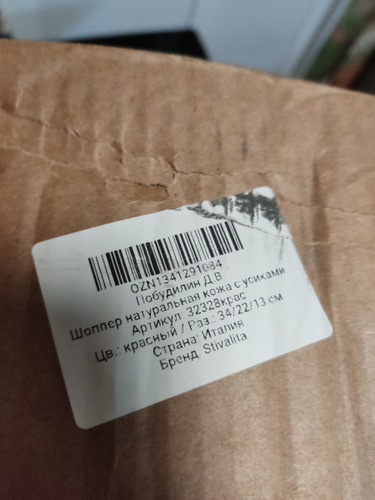 OZN1341291084
Побудилин Д.В.
Шоппер натуральная кожа с усиками
Артикул: 32328крас
Цв.: красный / Раз.: 34/22/13 см
Страна: Италия
Бренд: Stivalita